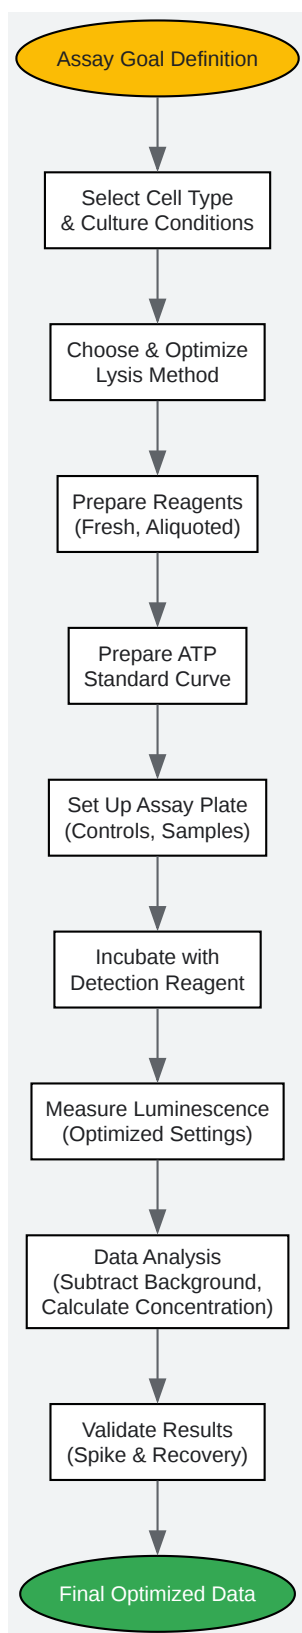 Assay Goal Definition
Select Cell Type
& Culture Conditions
Choose & Optimize
Lysis Method
Prepare Reagents
(Fresh, Aliquoted)
Prepare ATP
Standard Curve
Set Up Assay Plate
(Controls, Samples)
Incubate with
Detection Reagent
Measure Luminescence
(Optimized Settings)
Data Analysis
(Subtract Background,
Calculate Concentration)
Validate Results
(Spike & Recovery)
Final Optimized Data